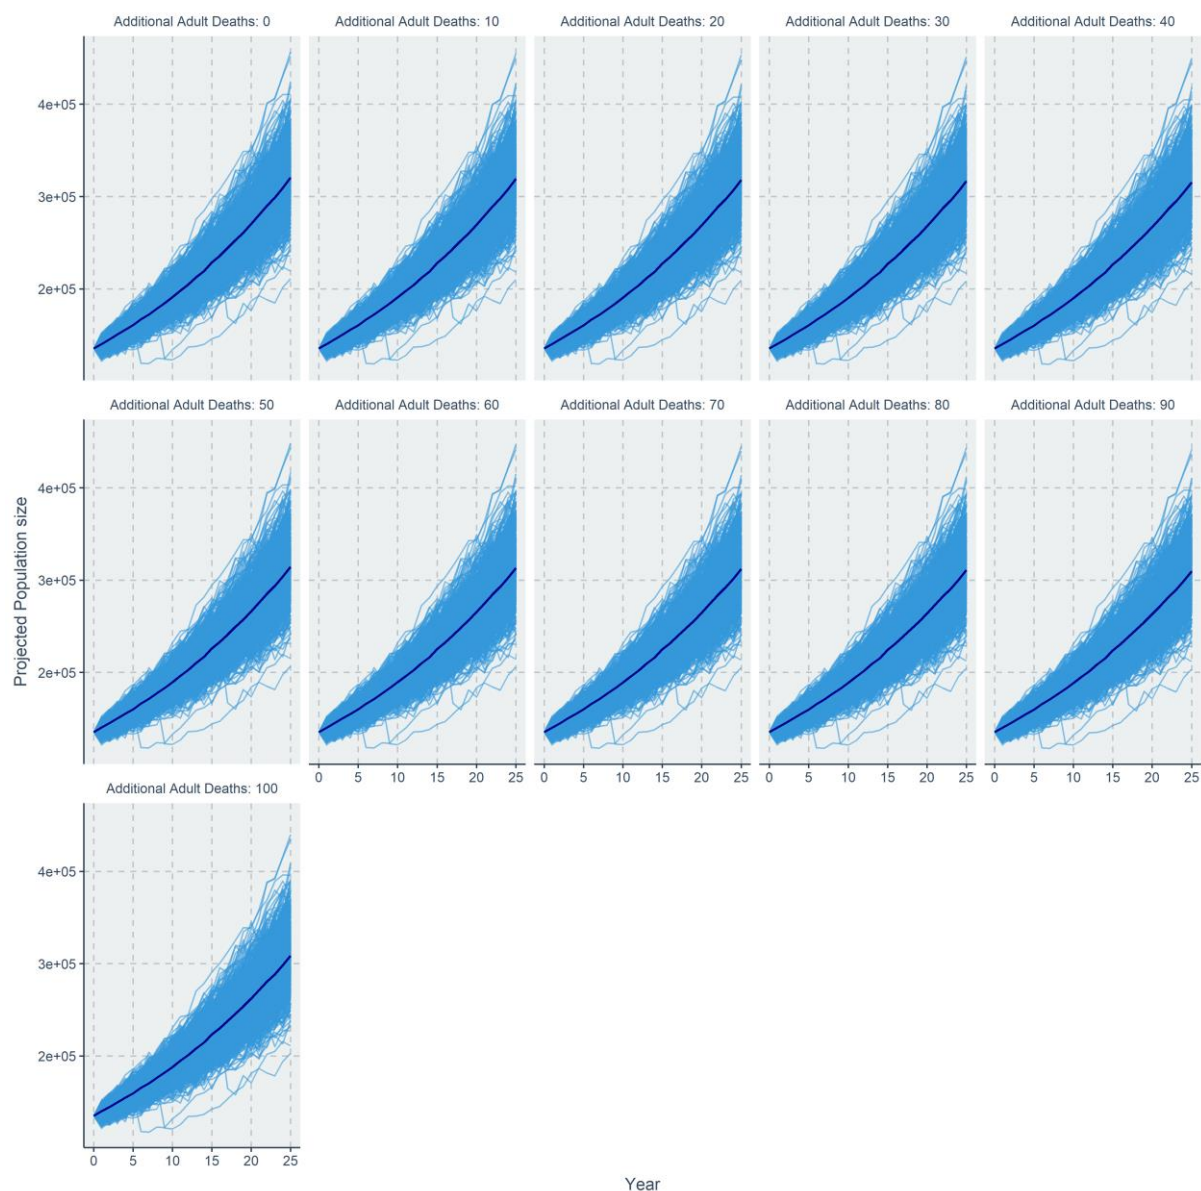 Additional Adult Deaths: 0
Additional Adult Deaths: 10
Additional Adult Deaths: 20
Additional Adult Deaths: 30
Additional Adult Deaths: 40
4e+05
3e+05
2e+05
Additional Adult Deaths: 50
Additional Adult Deaths: 60
Additional Adult Deaths: 70
Additional Adult Deaths: 80
Additional Adult Deaths: 90
Projected Population size
4e+05
3e+05
2e+05
0 5 10 15 20 25
0 5 10 15 20 25
0 5 10 15 20 25
0 5 10 15 20 25
Additional Adult Deaths: 100
4e+05
3e+05
2e+05
0 5 10 15 20 25
Year